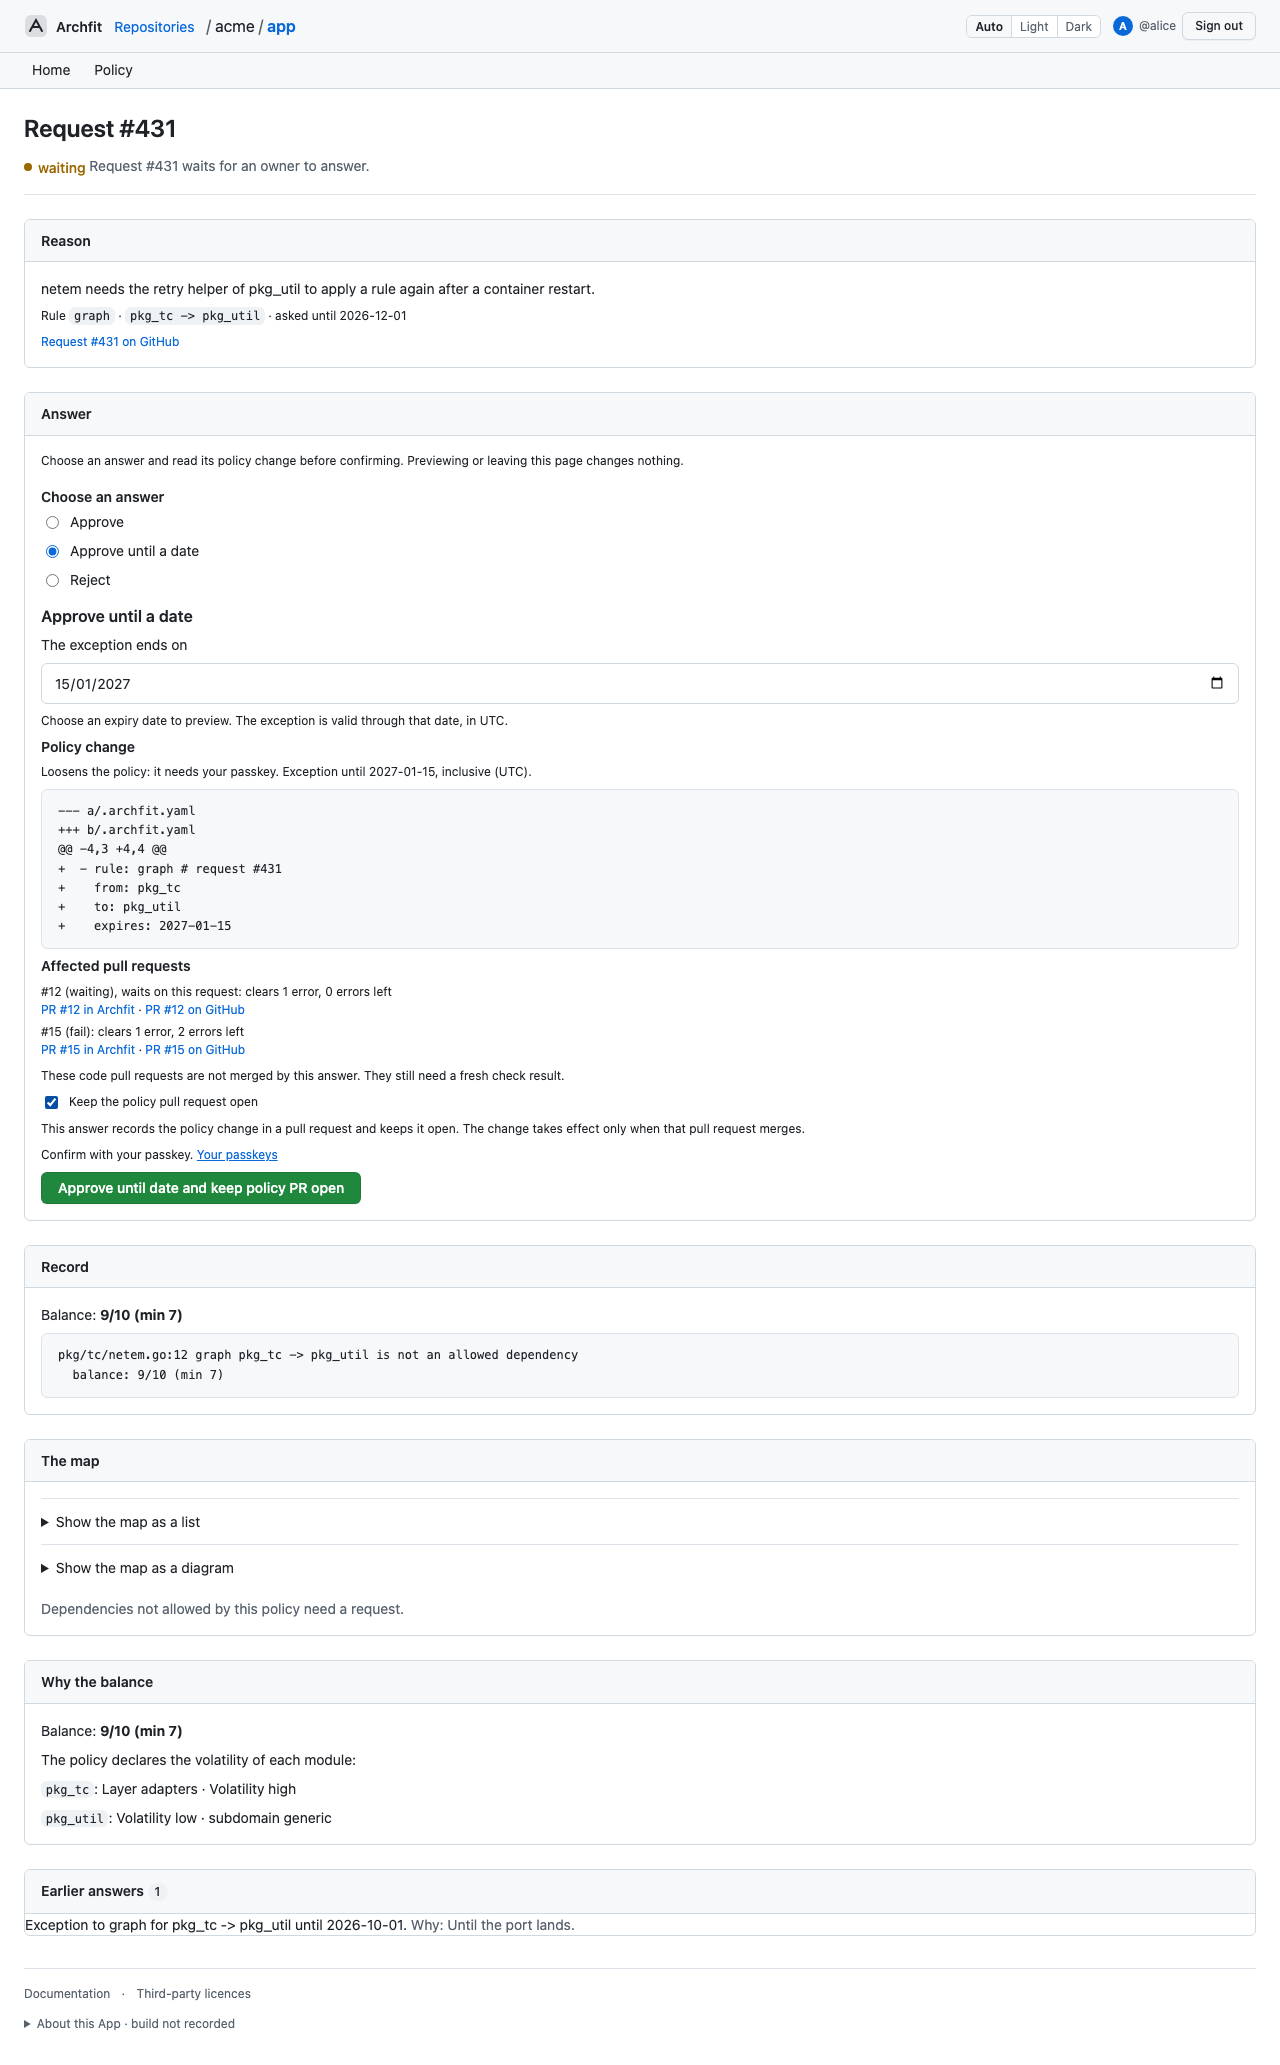 Archfit Repositories / acme / app
Auto Light Dark A @alice Sign out
Home Policy
Request #431
waiting Request #431 waits for an owner to answer.
Reason
netem needs the retry helper of pkg_util to apply a rule again after a container restart.
Rule graph · pkg_tc -> pkg_util · asked until 2026-12-01
Request #431 on GitHub
Answer
Choose an answer and read its policy change before confirming. Previewing or leaving this page changes nothing.
Choose an answer
Approve
Approve until a date
Reject
Approve until a date
The exception ends on
15/01/2027
Choose an expiry date to preview. The exception is valid through that date, in UTC.
Policy change
Loosens the policy: it needs your passkey. Exception until 2027-01-15, inclusive (UTC).
--- a/.archfit.yaml
+++ b/.archfit.yaml
@@ -4,3 +4,4 @@
+  - rule: graph # request #431
+    from: pkg_tc
+    to: pkg_util
+    expires: 2027-01-15
Affected pull requests
#12 (waiting), waits on this request: clears 1 error, 0 errors left
PR #12 in Archfit · PR #12 on GitHub
#15 (fail): clears 1 error, 2 errors left
PR #15 in Archfit · PR #15 on GitHub
These code pull requests are not merged by this answer. They still need a fresh check result.
Keep the policy pull request open
This answer records the policy change in a pull request and keeps it open. The change takes effect only when that pull request merges.
Confirm with your passkey. Your passkeys
Approve until date and keep policy PR open
Record
Balance: 9/10 (min 7)
pkg/tc/netem.go:12 graph pkg_tc -> pkg_util is not an allowed dependency
  balance: 9/10 (min 7)
The map
Show the map as a list
Show the map as a diagram
Dependencies not allowed by this policy need a request.
Why the balance
Balance: 9/10 (min 7)
The policy declares the volatility of each module:
pkg_tc: Layer adapters · Volatility high
pkg_util: Volatility low · subdomain generic
Earlier answers 1
Exception to graph for pkg_tc -> pkg_util until 2026-10-01. Why: Until the port lands.
Documentation · Third-party licences
About this App · build not recorded